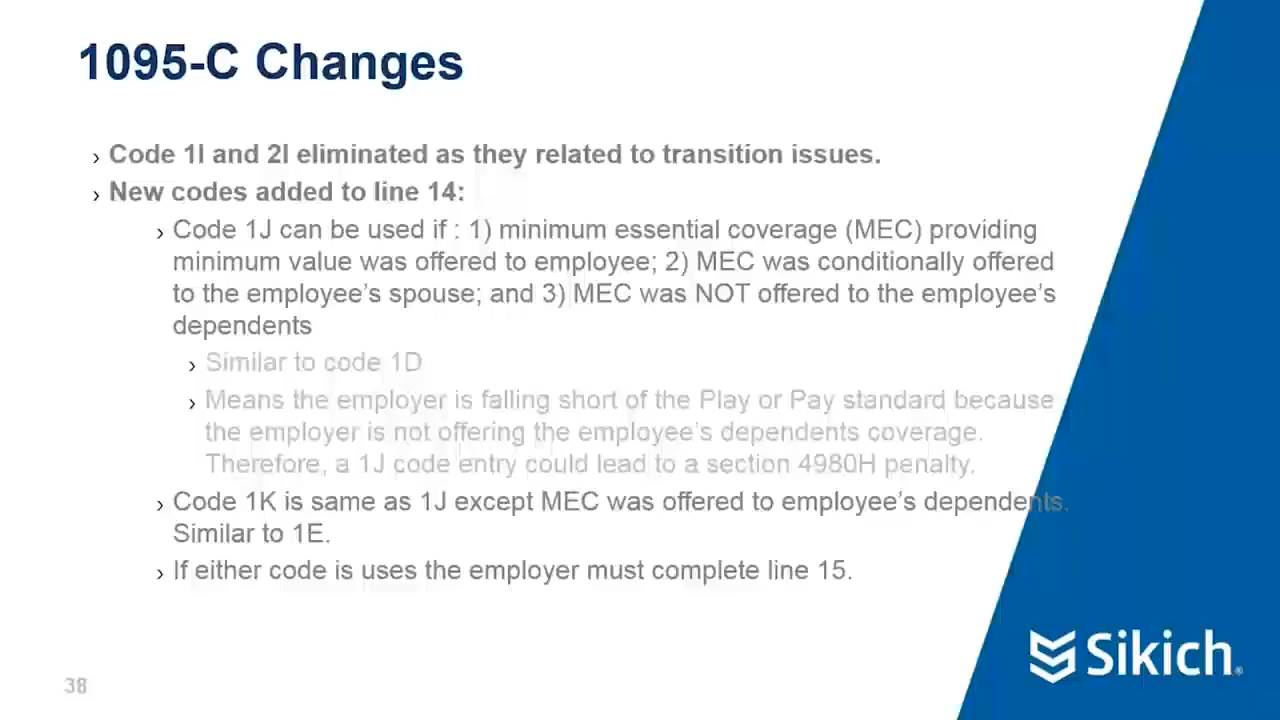 1095-C Changes
› Code 1I and 2I eliminated as they related to transition issues.
› New codes added to line 14:
› Code 1J can be used if : 1) minimum essential coverage (MEC) providing
minimum value was offered to employee; 2) MEC was conditionally offered
to the employee’s spouse; and 3) MEC was NOT offered to the employee’s
dependents
› Similar to code 1D
› Means the employer is falling short of the Play or Pay standard because
the employer is not offering the employee’s dependents coverage.
Therefore, a 1J code entry could lead to a section 4980H penalty.
› Code 1K is same as 1J except MEC was offered to employee’s dependents.
Similar to 1E.
› If either code is uses the employer must complete line 15.
Sikich®
38